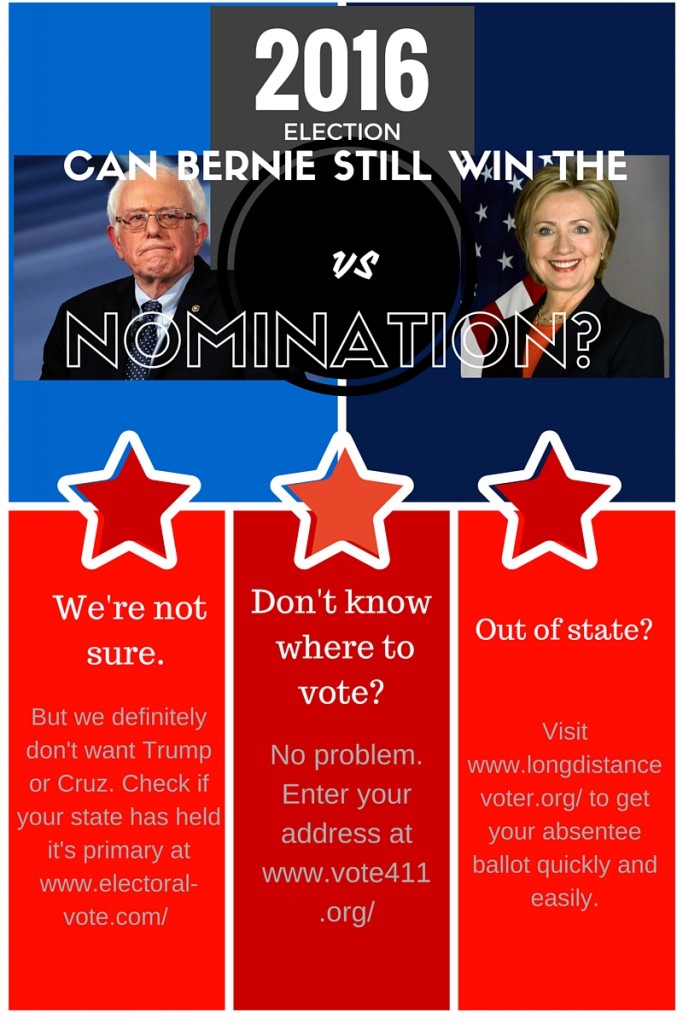 2016
ELECTION
CAN BERNIE STILL WIN THE
VS
NOMINATION?
We're not
sure.
But we definitely
don't want Trump
or Cruz. Check if
your state has held
it's primary at
www.electoral-
vote.com/
Don't know
where to
vote?
No problem.
Enter your
address at
www.vote411
.org/
Out of state?
Visit
www.longdistance
voter.org/ to get
your absentee
ballot quickly and
easily.